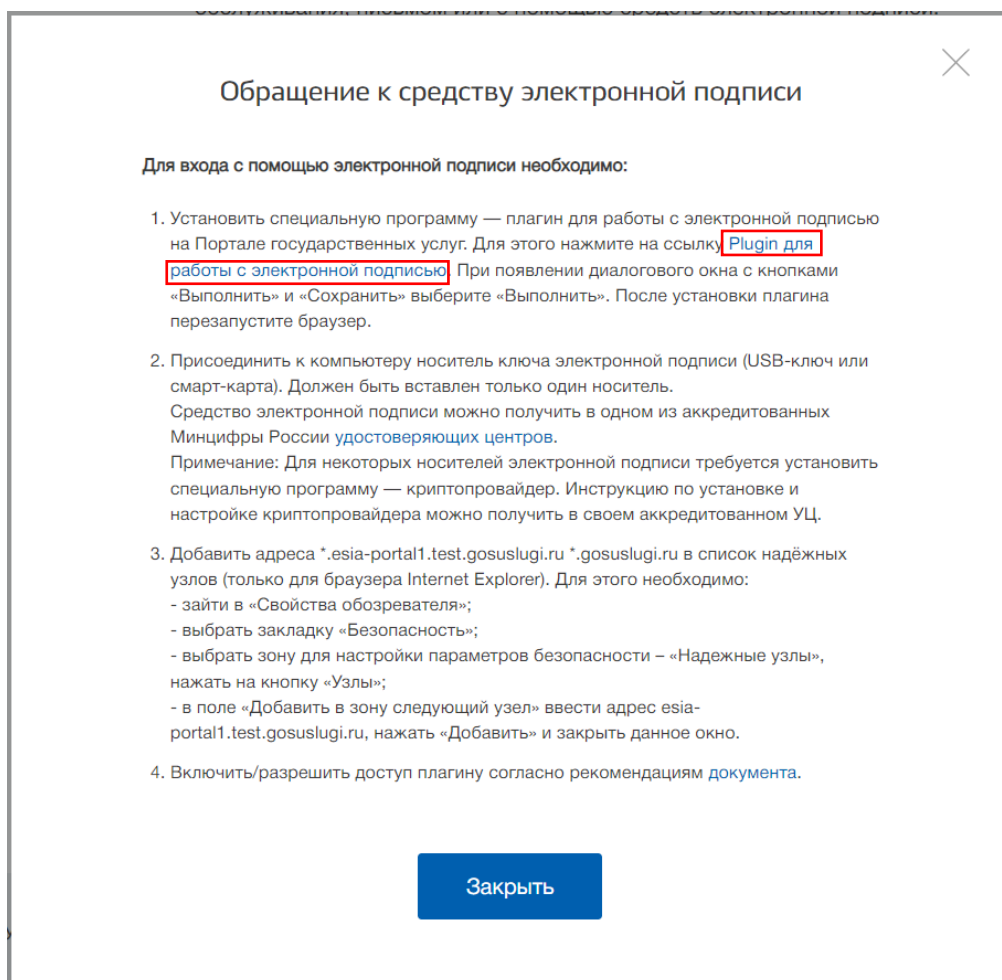 обслуживания, письмом или с помощью средств электронной подписи.
Обращение к средству электронной подписи
Для входа с помощью электронной подписи необходимо:
1. Установить специальную программу — плагин для работы с электронной подписью
на Портале государственных услуг. Для этого нажмите на ссылку Plugin для
работы с электронной подписью. При появлении диалогового окна с кнопками
«Выполнить» и «Сохранить» выберите «Выполнить». После установки плагина
перезапустите браузер.
2. Присоединить к компьютеру носитель ключа электронной подписи (USB-ключ или
смарт-карта). Должен быть вставлен только один носитель.
Средство электронной подписи можно получить в одном из аккредитованных
Минцифры России удостоверяющих центров.
Примечание: Для некоторых носителей электронной подписи требуется установить
специальную программу — криптопровайдер. Инструкцию по установке и
настройке криптопровайдера можно получить в своем аккредитованном УЦ.
3. Добавить адреса *.esia-portal1.test.gosuslugi.ru *.gosuslugi.ru в список надёжных
узлов (только для браузера Internet Explorer). Для этого необходимо:
- зайти в «Свойства обозревателя»;
- выбрать закладку «Безопасность»;
- выбрать зону для настройки параметров безопасности – «Надежные узлы»,
нажать на кнопку «Узлы»;
- в поле «Добавить в зону следующий узел» ввести адрес esia-
portal1.test.gosuslugi.ru, нажать «Добавить» и закрыть данное окно.
4. Включить/разрешить доступ плагину согласно рекомендациям документа.
Закрыть